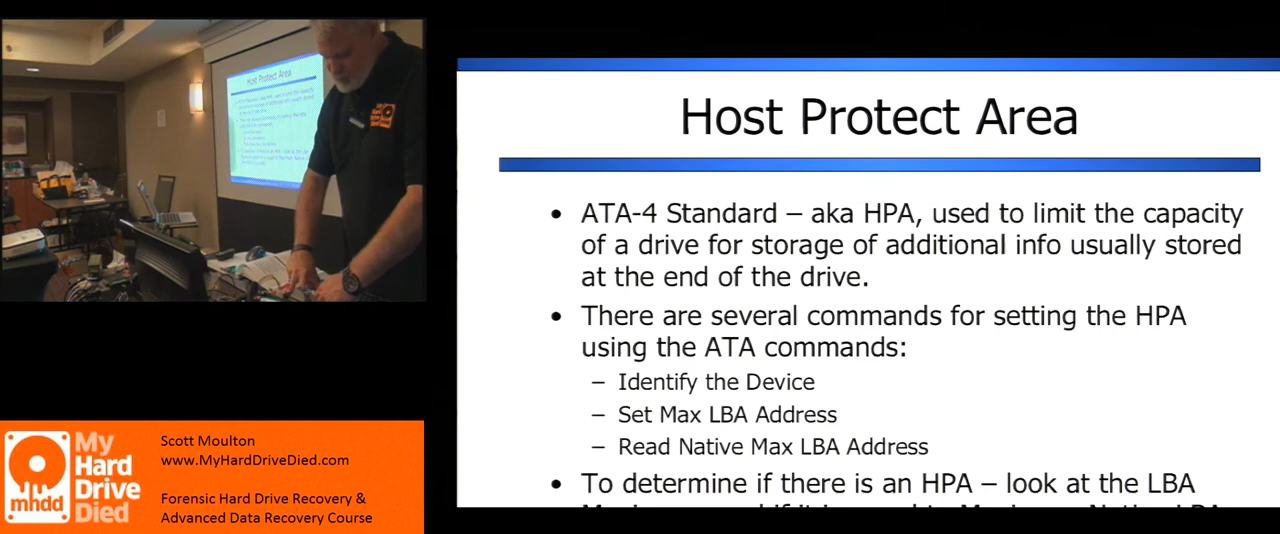 Host Protect Area
• ATA-4 Standard – aka HPA, used to limit the capacity
of a drive for storage of additional info usually stored
at the end of the drive.
• There are several commands for setting the HPA
using the ATA commands:
– Identify the Device
– Set Max LBA Address
– Read Native Max LBA Address
• To determine if there is an HPA – look at the LBA
Host Protect Area
My
Hard
Drive
Died
mhdd
Scott Moulton
www.MyHardDriveDied.com
Forensic Hard Drive Recovery &
Advanced Data Recovery Course